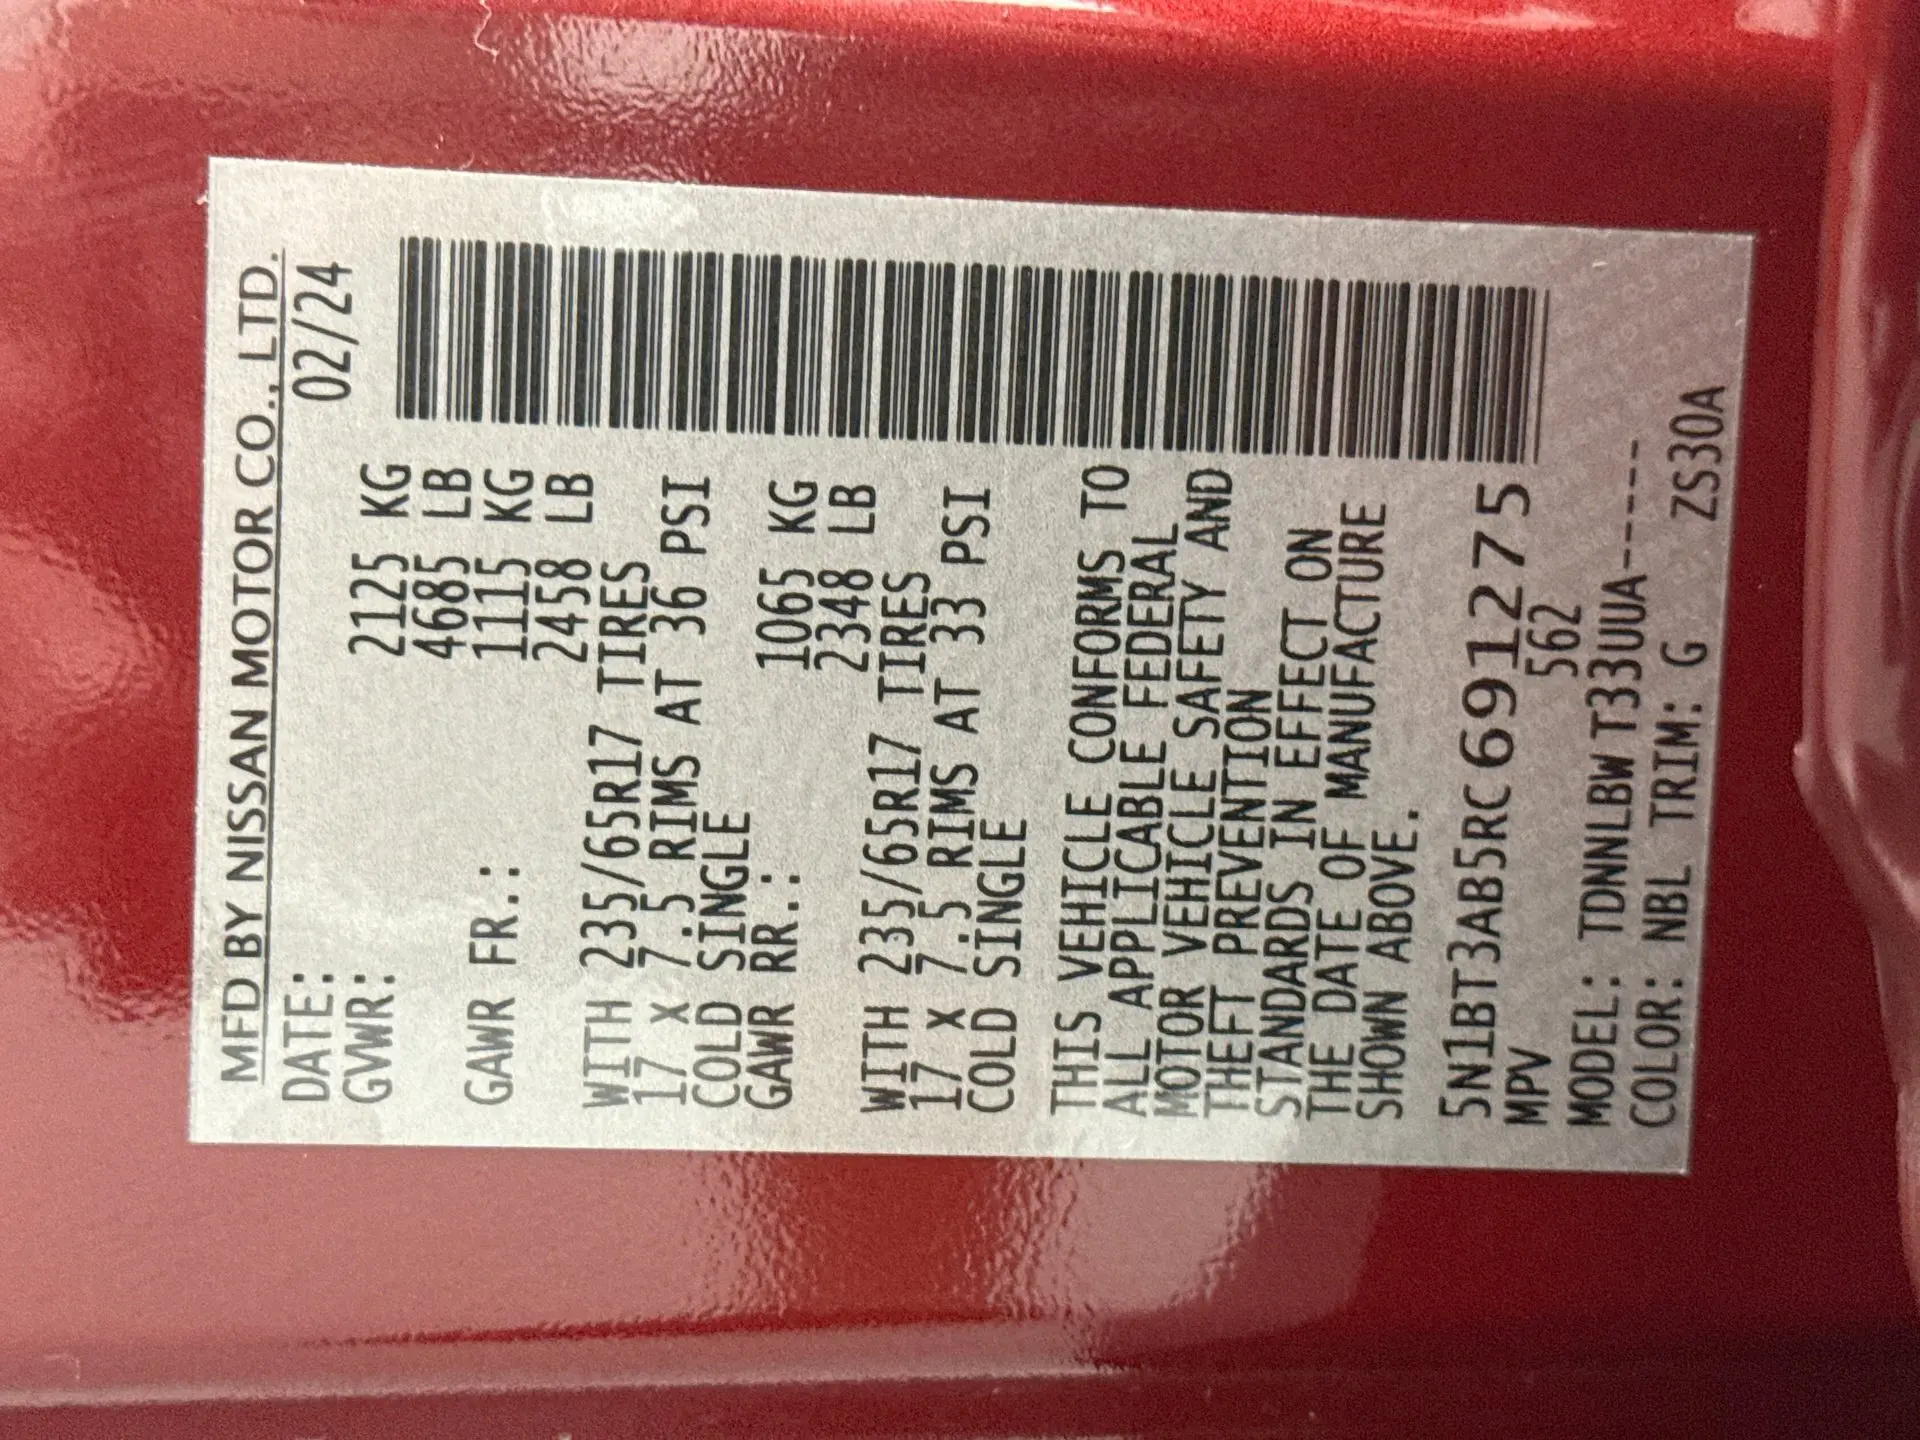 MFD BY NISSAN MOTOR CO., LTD.
DATE: 02/24
GVWR: 2125 KG
4685 LB
GAWR FR.: 1115 KG
2458 LB
WITH 235/65R17 TIRES
17 X 7.5 RIMS AT 36 PSI
COLD SINGLE
GAWR RR.: 1065 KG
2348 LB
WITH 235/65R17 TIRES
17 X 7.5 RIMS AT 33 PSI
COLD SINGLE
THIS VEHICLE CONFORMS TO
ALL APPLICABLE FEDERAL
MOTOR VEHICLE SAFETY AND
THEFT PREVENTION
STANDARDS IN EFFECT ON
THE DATE OF MANUFACTURE
SHOWN ABOVE.
5N1BT3AB5RC691275
MPV 562
MODEL: TDNNLBW T33UUA-----
COLOR: NBL TRIM: G ZS30A